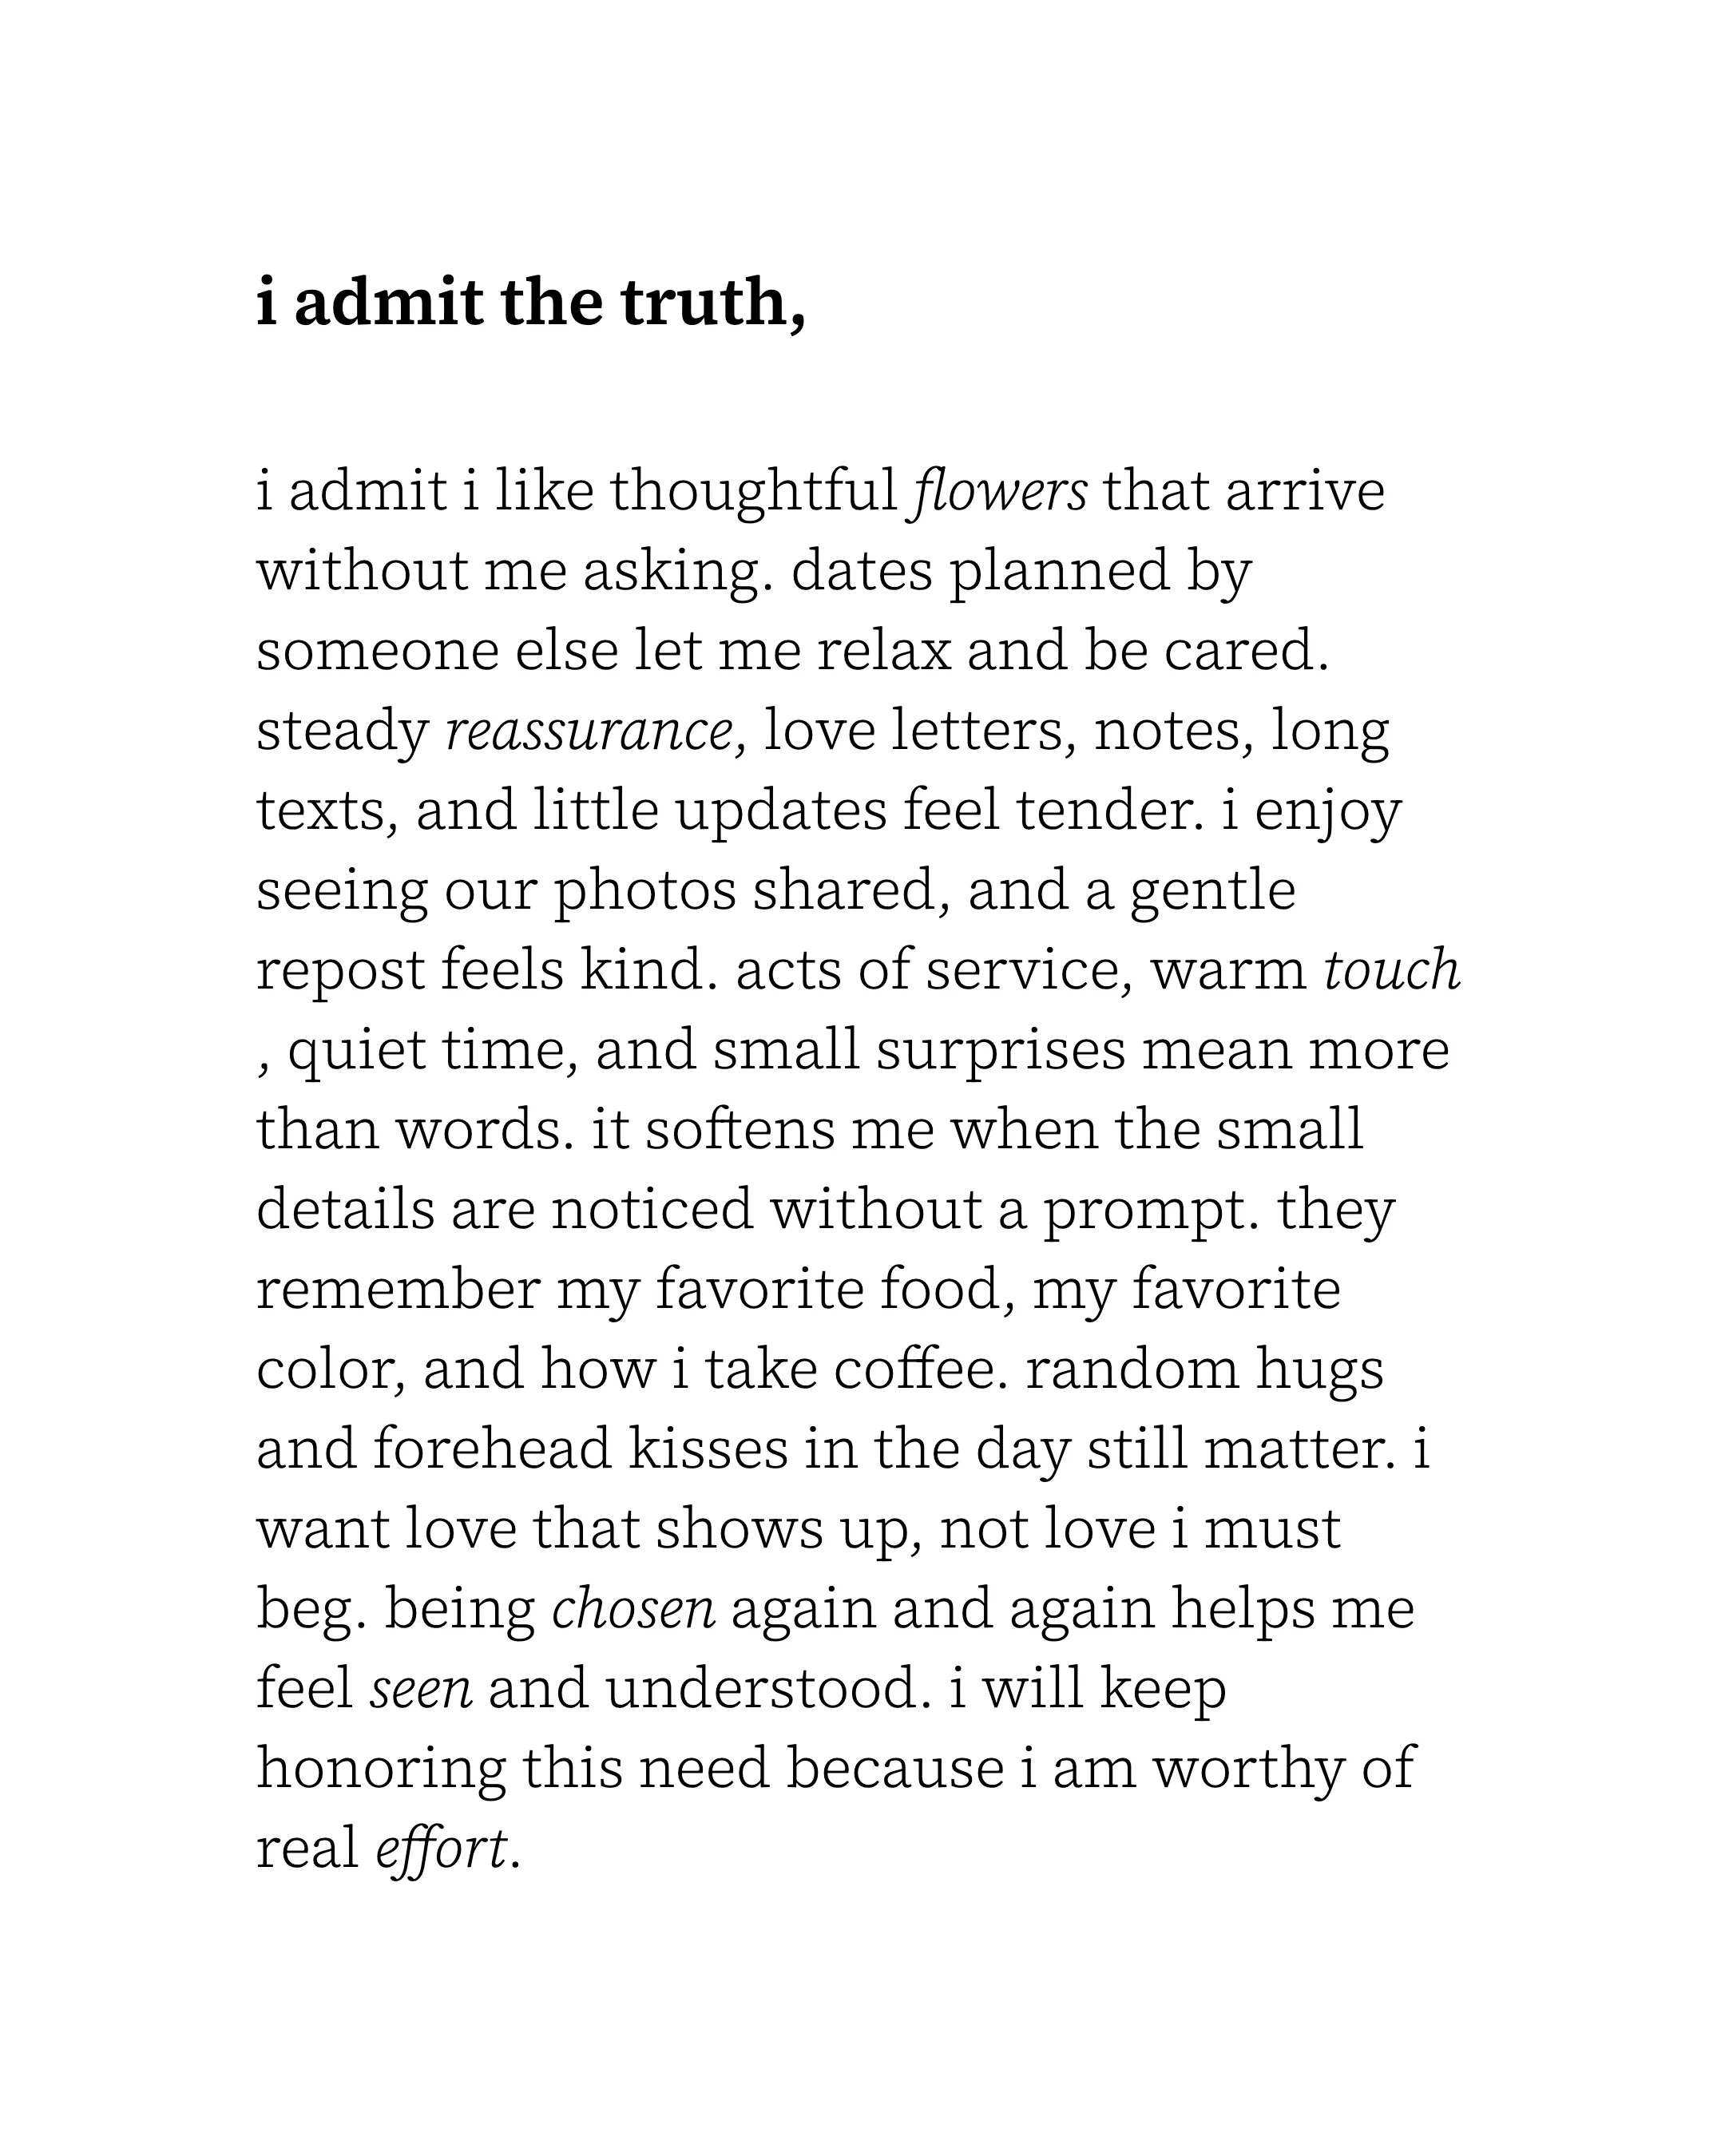 i admit the truth,
i admit i like thoughtful flowers that arrive
without me asking. dates planned by
someone else let me relax and be cared.
steady reassurance, love letters, notes, long
texts, and little updates feel tender. i enjoy
seeing our photos shared, and a gentle
repost feels kind. acts of service, warm touch
, quiet time, and small surprises mean more
than words. it softens me when the small
details are noticed without a prompt. they
remember my favorite food, my favorite
color, and how i take coffee. random hugs
and forehead kisses in the day still matter. i
want love that shows up, not love i must
beg. being chosen again and again helps me
feel seen and understood. i will keep
honoring this need because i am worthy of
real effort.